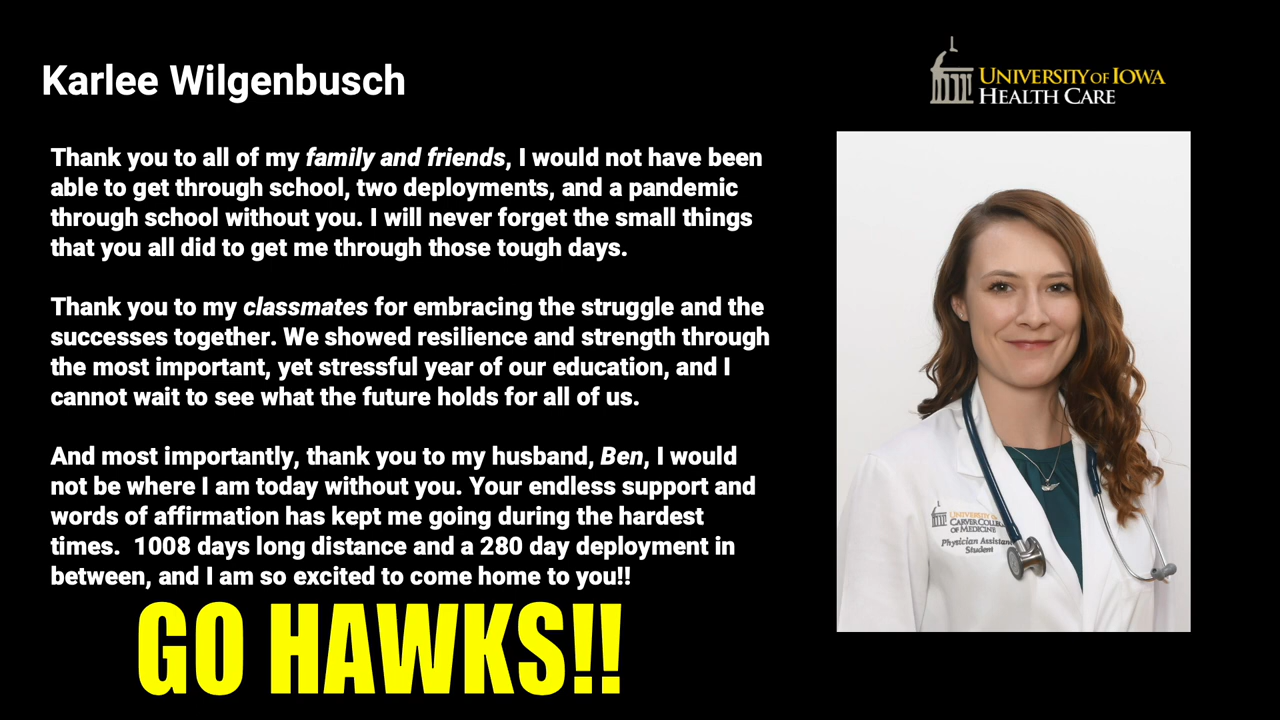 Karlee Wilgenbusch
UNIVERSITY OF IOWA
HEALTH CARE
Thank you to all of my family and friends, I would not have been
able to get through school, two deployments, and a pandemic
through school without you. I will never forget the small things
that you all did to get me through those tough days.
Thank you to my classmates for embracing the struggle and the
successes together. We showed resilience and strength through
the most important, yet stressful year of our education, and I
cannot wait to see what the future holds for all of us.
And most importantly, thank you to my husband, Ben, I would
not be where I am today without you. Your endless support and
words of affirmation has kept me going during the hardest
times.  1008 days long distance and a 280 day deployment in
between, and I am so excited to come home to you!!
GO HAWKS!!
UNIVERSITY OF
CARVER
OF MEDICINE
Physician Assistant
Student